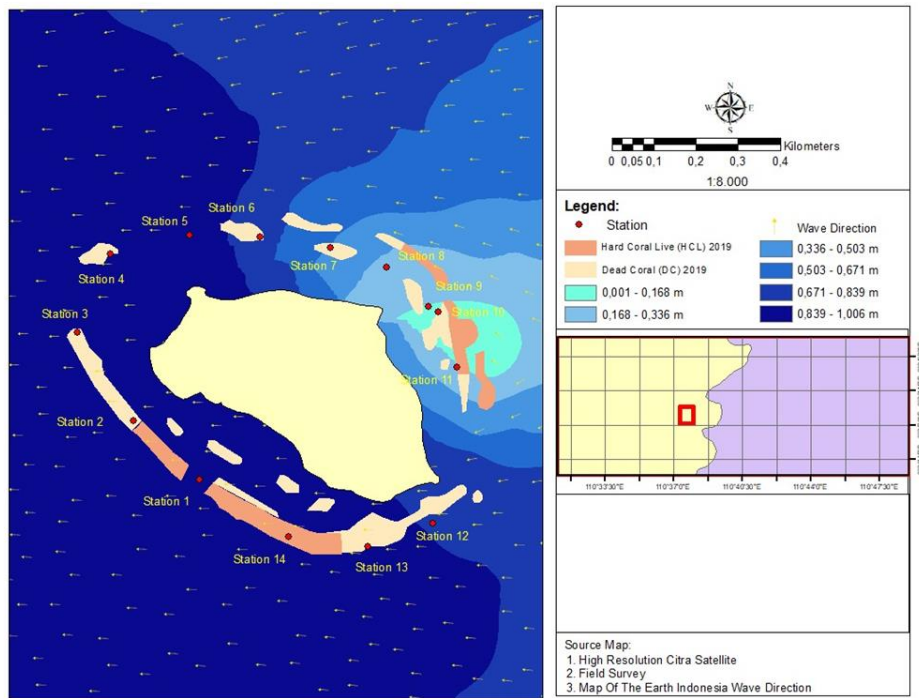 Station 6
Station 5
Station 7
Station 8
Station 4
Station 9
Station 10
Station 3
Station 11
Station 2
Station 1
Station 12
Station 14
Station 13
N
W E
S
Kilometers
0 0,05 0,1 0,2 0,3 0,4
1:8.000
Legend:
Station
Hard Coral Live (HCL) 2019
Dead Coral (DC) 2019
0,001 - 0,168 m
0,168 - 0,336 m
Wave Direction
0,336 - 0,503 m
0,503 - 0,671 m
0,671 - 0,839 m
0,839 - 1,006 m
110°33'30"E 110°37'0"E 110°40'30"E 110°44'0"E 110°47'30"E
Source Map:
1. High Resolution Citra Satellite
2. Field Survey
3. Map Of The Earth Indonesia Wave Direction